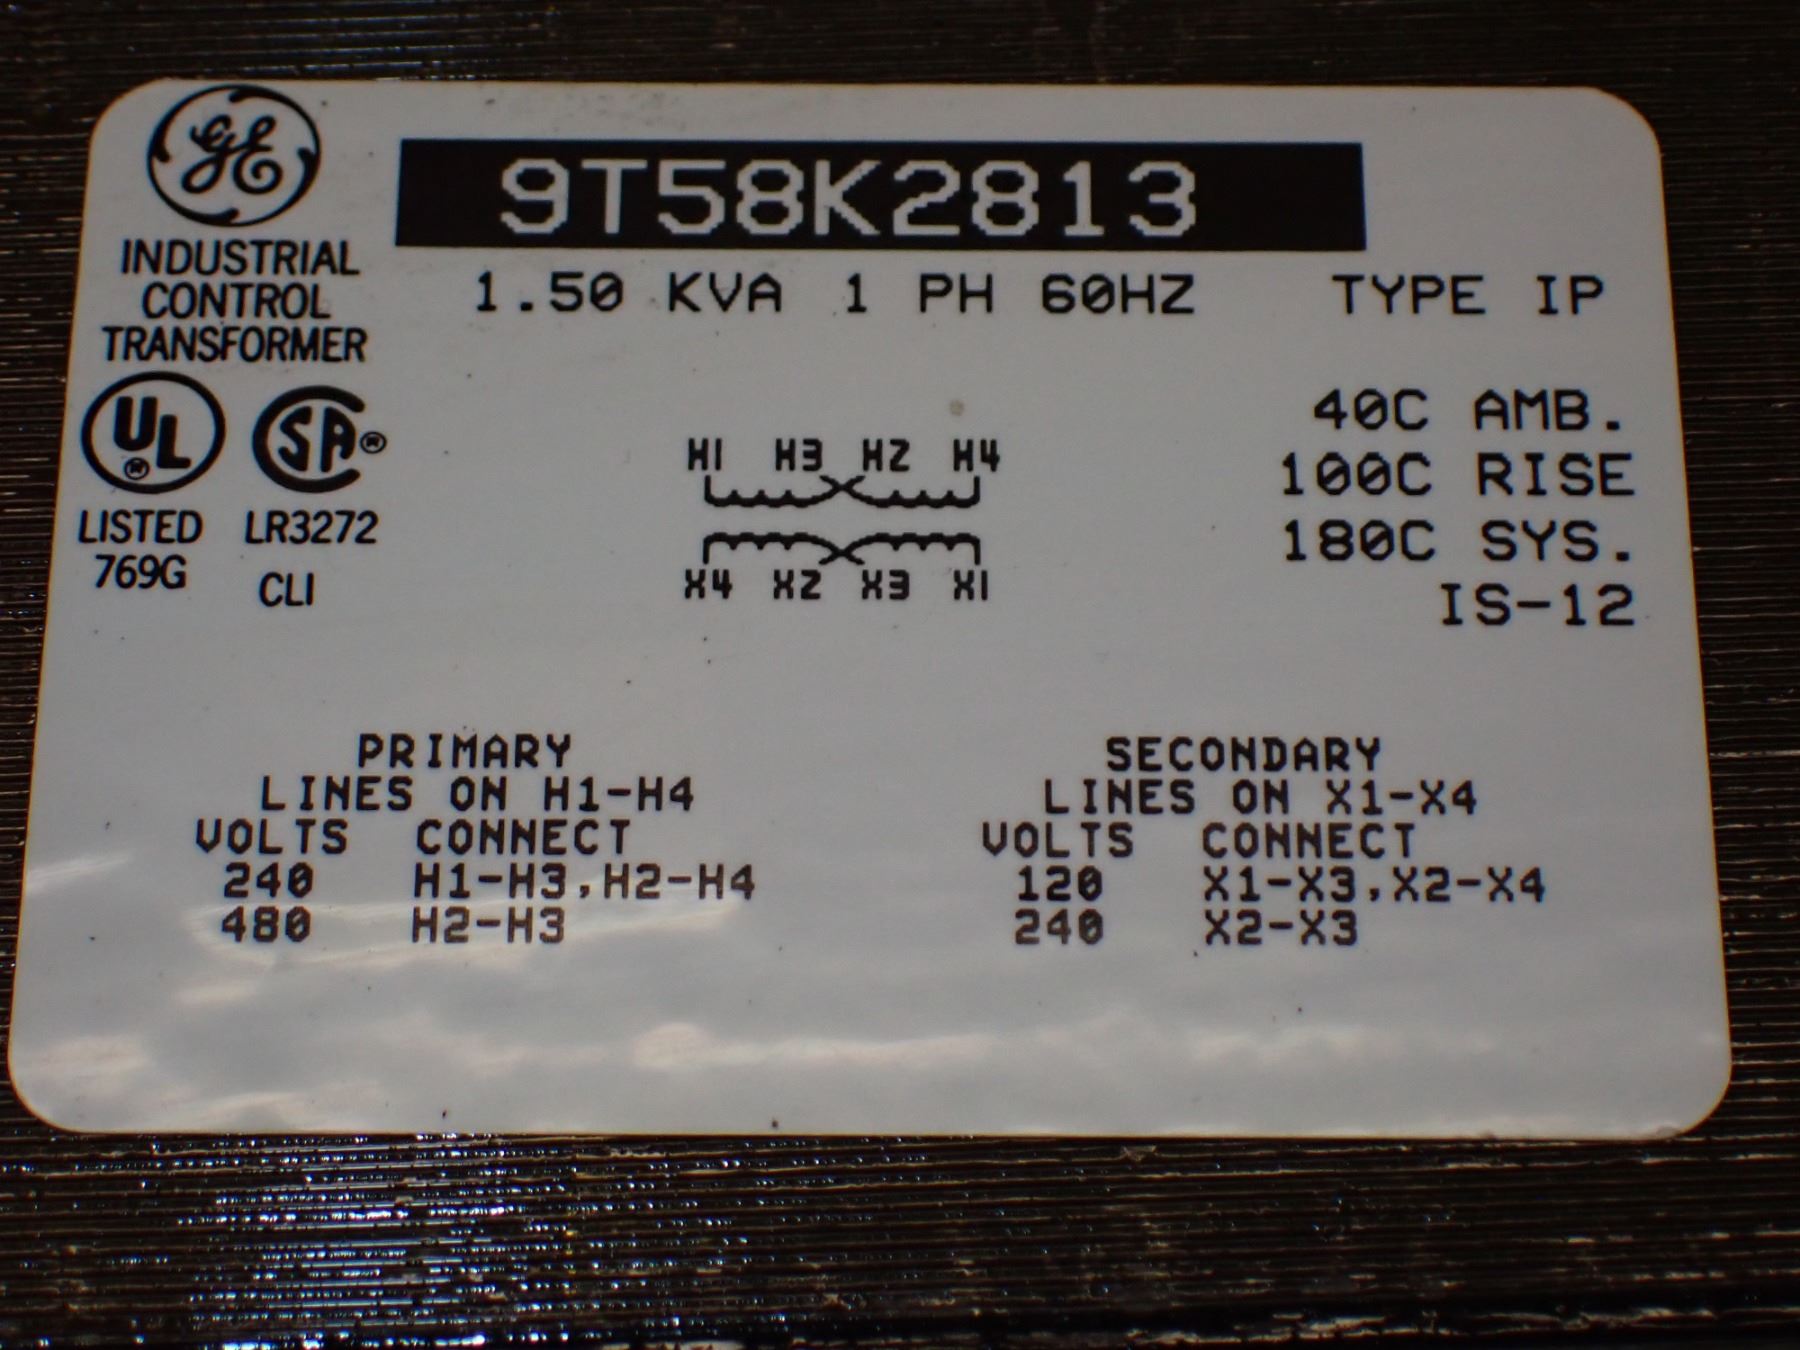 GE
9T58K2813
INDUSTRIAL
CONTROL
TRANSFORMER
1.50 KVA 1 PH 60HZ TYPE IP
UL®
SA®
LISTED
769G
LR3272
CLI
H1 H3 H2 H4
X4 X2 X3 X1
40C AMB.
100C RISE
180C SYS.
IS-12
PRIMARY
LINES ON H1-H4
VOLTS CONNECT
240 H1-H3,H2-H4
480 H2-H3
SECONDARY
LINES ON X1-X4
VOLTS CONNECT
120 X1-X3,X2-X4
240 X2-X3